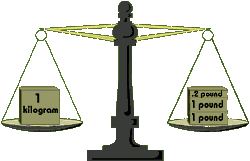 1
kilogram
.2 pound
1 pound
1 pound